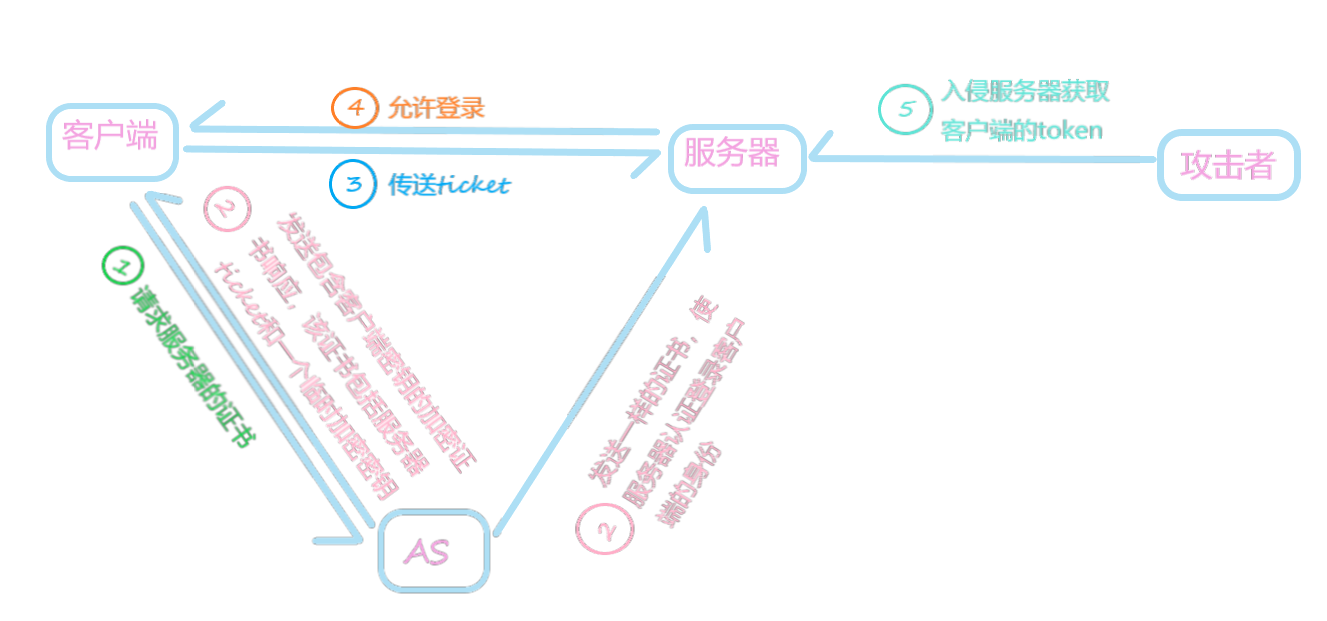 ④ 允许登录
客户端
③ 传送ticket
服务器
⑤ 入侵服务器获取
客户端的token
攻击者
① 请求服务器的证书
② 发送包含客户端密钥的加密证
书响应，该证书包括服务器
ticket和一个临时加密密钥
② 发送一样的证书，使
服务器认证登录客户
端的身份
AS